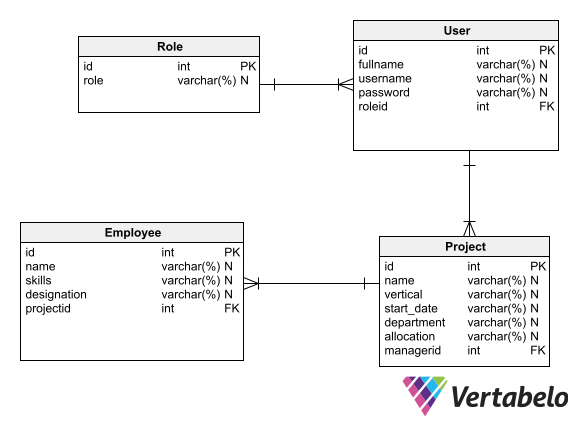 Role
id int PK
role varchar(%) N
User
id int PK
fullname varchar(%) N
username varchar(%) N
password varchar(%) N
roleid int FK
Employee
id int PK
name varchar(%) N
skills varchar(%) N
designation varchar(%) N
projectid int FK
Project
id int PK
name varchar(%) N
vertical varchar(%) N
start_date varchar(%) N
department varchar(%) N
allocation varchar(%) N
managerid int FK
Vertabelo